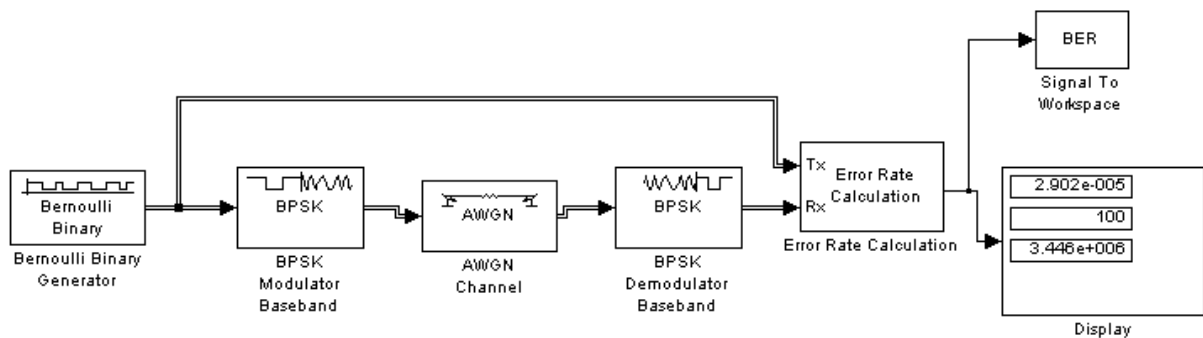 BER
Signal To
Workspace
Bernoulli
Binary
Bernoulli Binary
Generator
BPSK
BPSK
Modulator
Baseband
AWGN
AWGN
Channel
BPSK
BPSK
Demodulator
Baseband
Tx
Rx
Error Rate
Calculation
Error Rate Calculation
2.902e-005
100
3.446e+006
Display